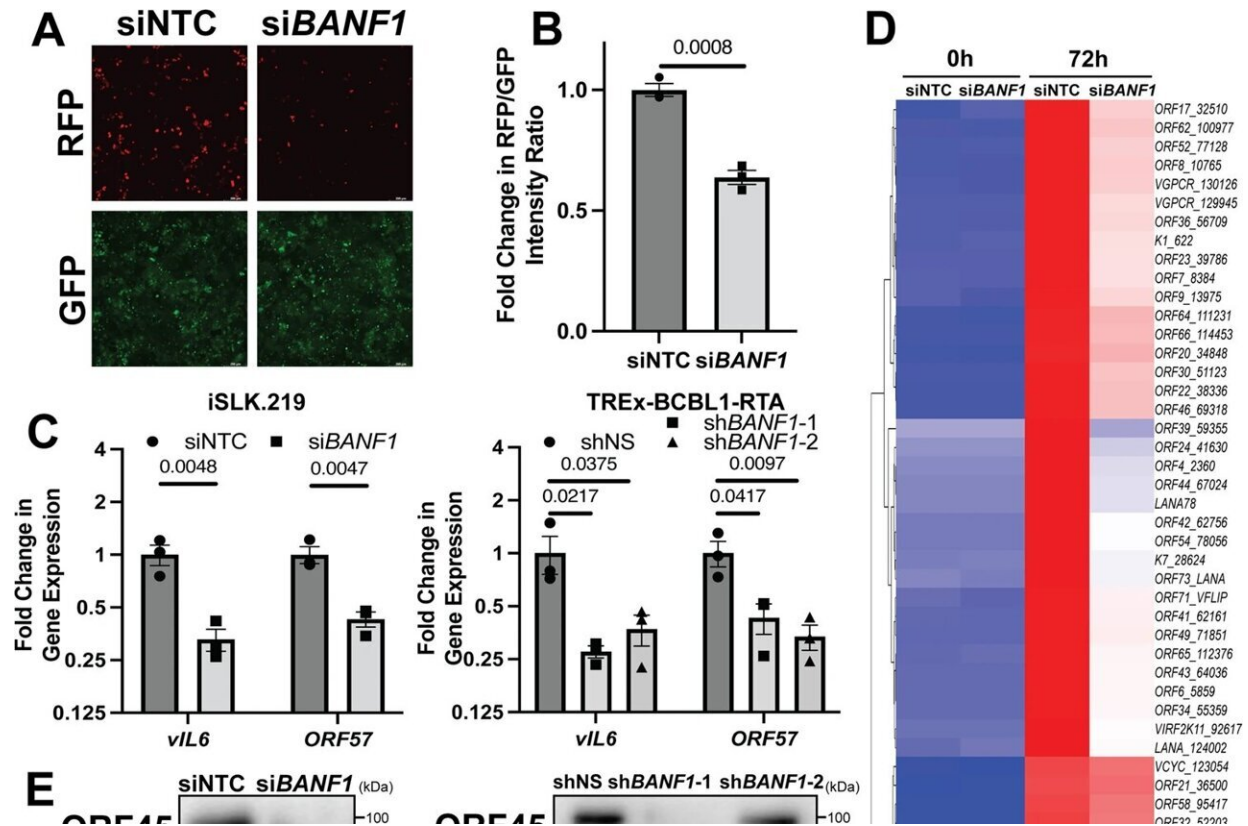 A
siNTC
siBANF1
RFP
GFP
B
0.0008
Fold Change in RFP/GFP
Intensity Ratio
1.0
0.5
0.0
siNTC siBANF1
C
iSLK.219
siNTC siBANF1
Fold Change in
Gene Expression
4
2
1
0.5
0.25
0.125
0.0048
0.0047
vIL6
ORF57
TREx-BCBL1-RTA
shNS
shBANF1-1
shBANF1-2
Fold Change in
Gene Expression
4
2
1
0.5
0.25
0.125
0.0375
0.0217
0.0097
0.0417
vIL6
ORF57
D
0h
72h
siNTC siBANF1 siNTC siBANF1
ORF17_32510
ORF62_100977
ORF52_77128
ORF8_10765
VGPCR_130126
VGPCR_129945
ORF36_56709
K1_622
ORF23_39786
ORF7_8384
ORF9_13975
ORF64_111231
ORF66_114453
ORF20_34848
ORF30_51123
ORF22_38336
ORF46_69318
ORF39_59355
ORF24_41630
ORF4_2360
ORF44_67024
LANA78
ORF42_62756
ORF54_78056
K7_28624
ORF73_LANA
ORF71_VFLIP
ORF41_62161
ORF49_71851
ORF65_112376
ORF43_64036
ORF6_5859
ORF34_55359
VIRF2K11_92617
LANA_124002
VCYC_123054
ORF21_36500
ORF58_95417
ORF32_52203
E
siNTC siBANF1 (kDa)
ORF45
100
shNS shBANF1-1 shBANF1-2 (kDa)
ORF45
100